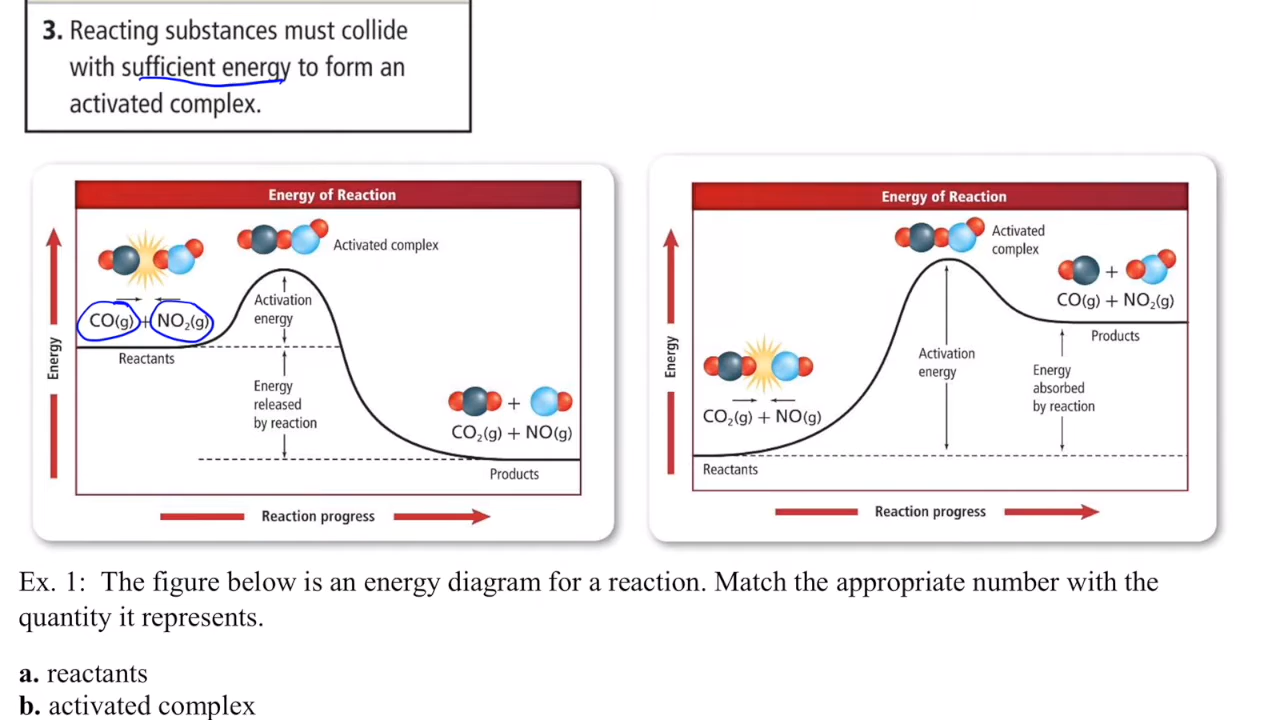 3. Reacting substances must collide
with sufficient energy to form an
activated complex.
Energy of Reaction
Activated complex
CO(g) + NO₂(g)
Activation
energy
Reactants
Energy
Energy
released
by reaction
CO₂(g) + NO(g)
Products
Reaction progress
Energy of Reaction
Activated
complex
CO(g) + NO₂(g)
Products
Energy
Activation
energy
Energy
absorbed
by reaction
CO₂(g) + NO(g)
Reactants
Reaction progress
Ex. 1: The figure below is an energy diagram for a reaction. Match the appropriate number with the
quantity it represents.
a. reactants
b. activated complex